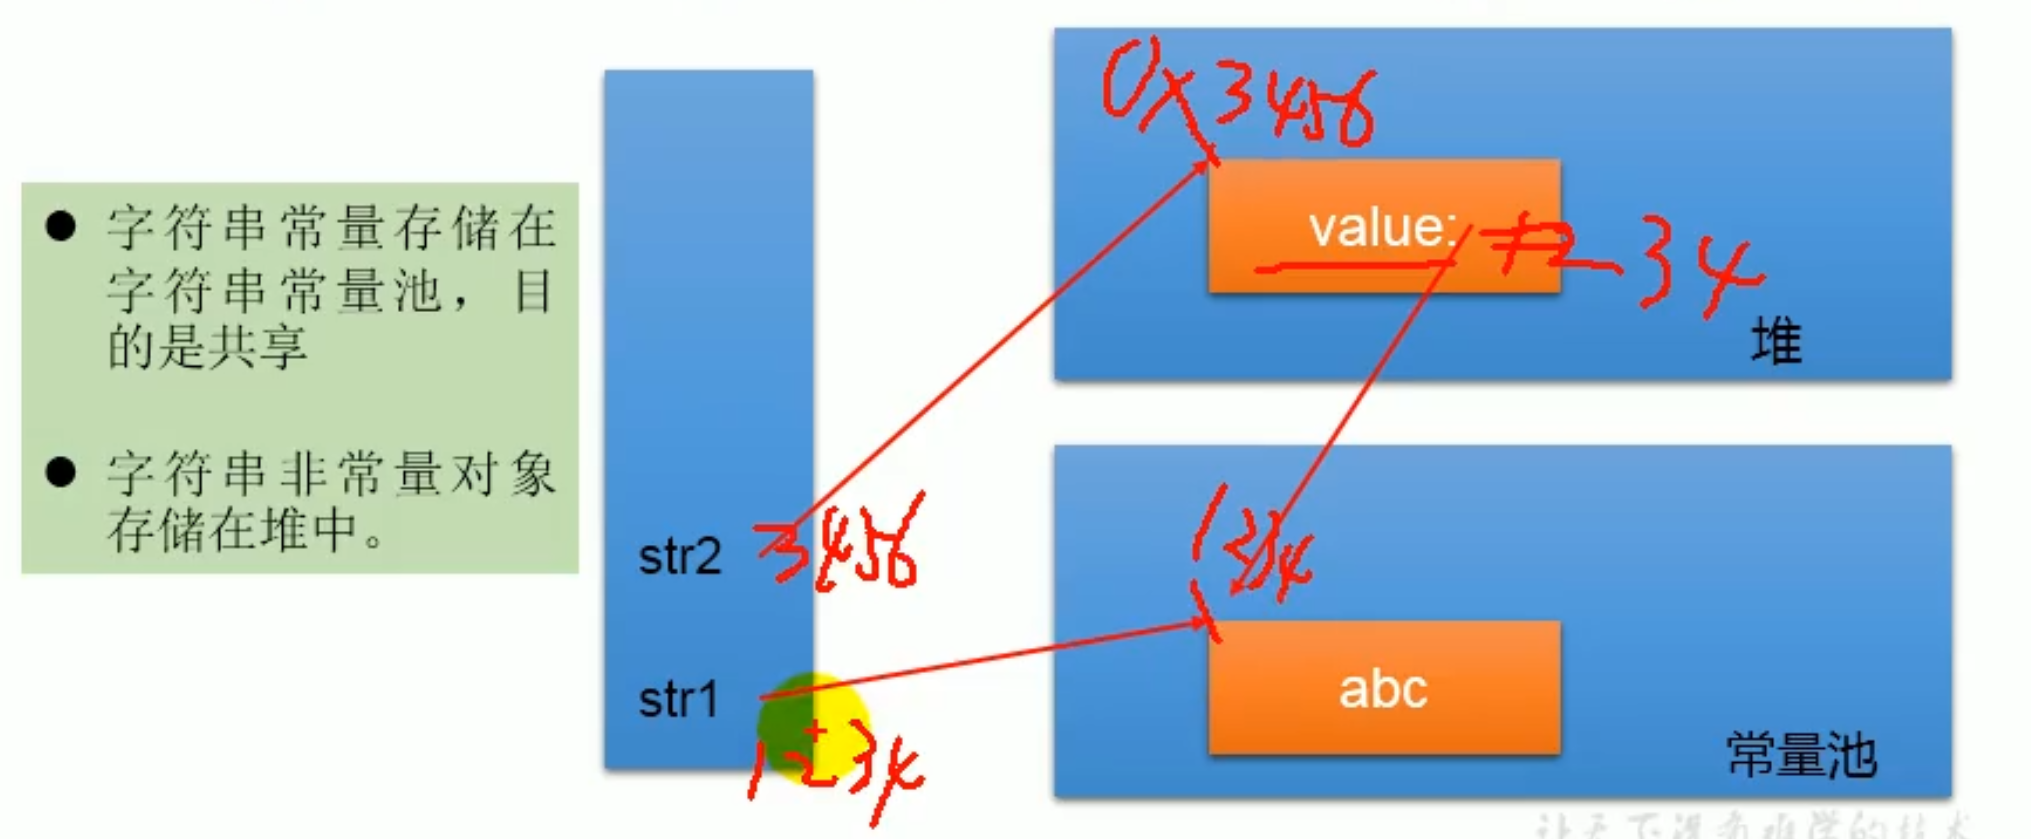 ● 字符串常量存储在
字符串常量池，目
的是共享
● 字符串非常量对象
存储在堆中。
str2
3456
str1
1234
0x3456
value:
1234
堆
1234
abc
常量池
让天下没有难学的技术